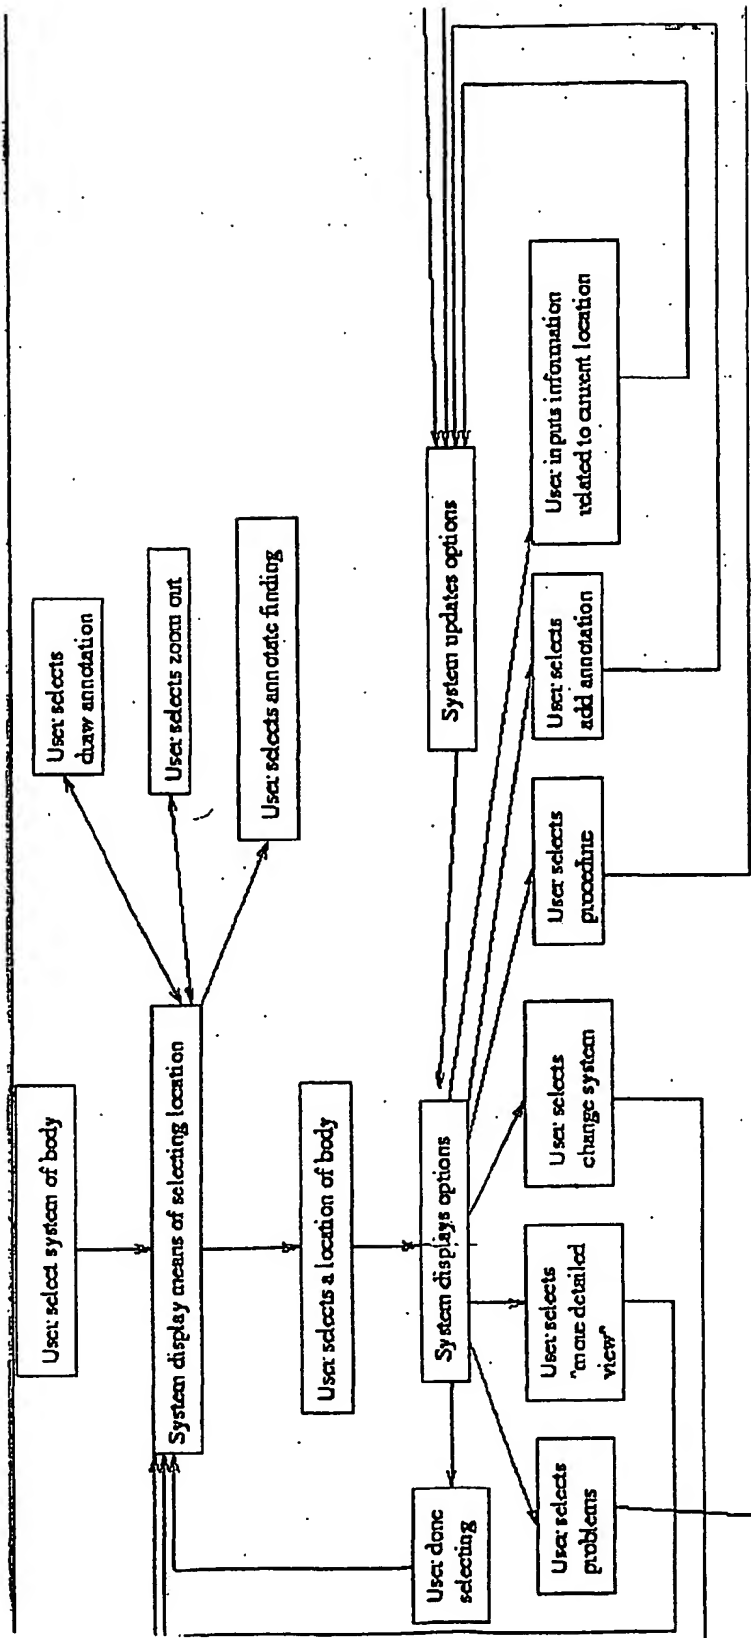 User select system of body
System display means of selecting location
User selects
draw annotation
User selects zoom out
User selects annotate finding
User selects a location of body
System displays options
System updates options
User done
selecting
User selects
problems
User selects
"more detailed
view"
User selects
change system
User selects
procedure
User selects
add annotation
User inputs information
related to current location